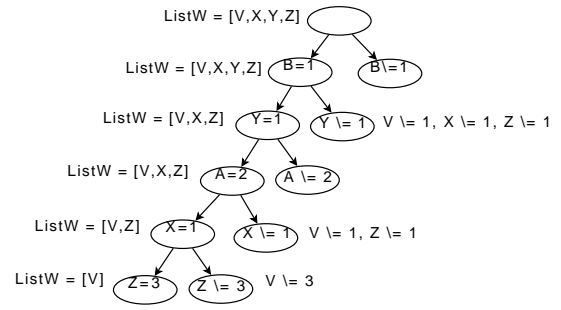 ListW = [V,X,Y,Z]
ListW = [V,X,Y,Z] B=1 B\=1
ListW = [V,X,Z] Y=1 Y \= 1 V \= 1, X \= 1, Z \= 1
ListW = [V,X,Z] A=2 A \= 2
ListW = [V,Z] X=1 X \= 1 V \= 1, Z \= 1
ListW = [V] Z=3 Z \= 3 V \= 3